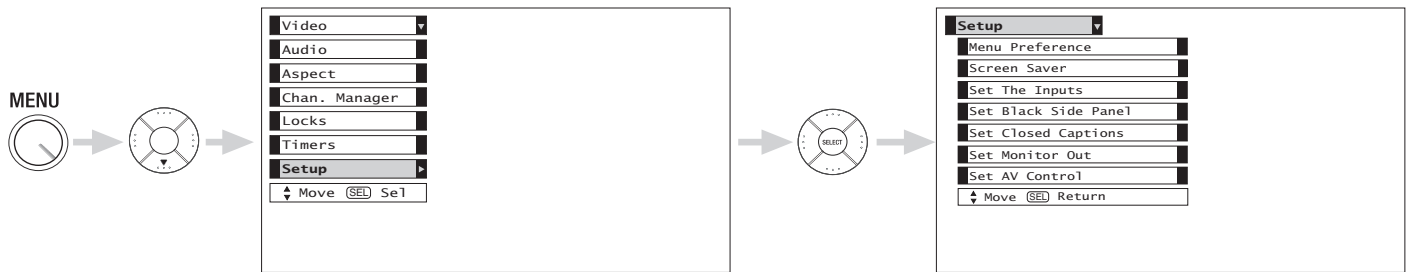 MENU
Video
Audio
Aspect
Chan. Manager
Locks
Timers
Setup
Move SEL Sel
SELECT
Setup
Menu Preference
Screen Saver
Set The Inputs
Set Black Side Panel
Set Closed Captions
Set Monitor Out
Set AV Control
Move SEL Return